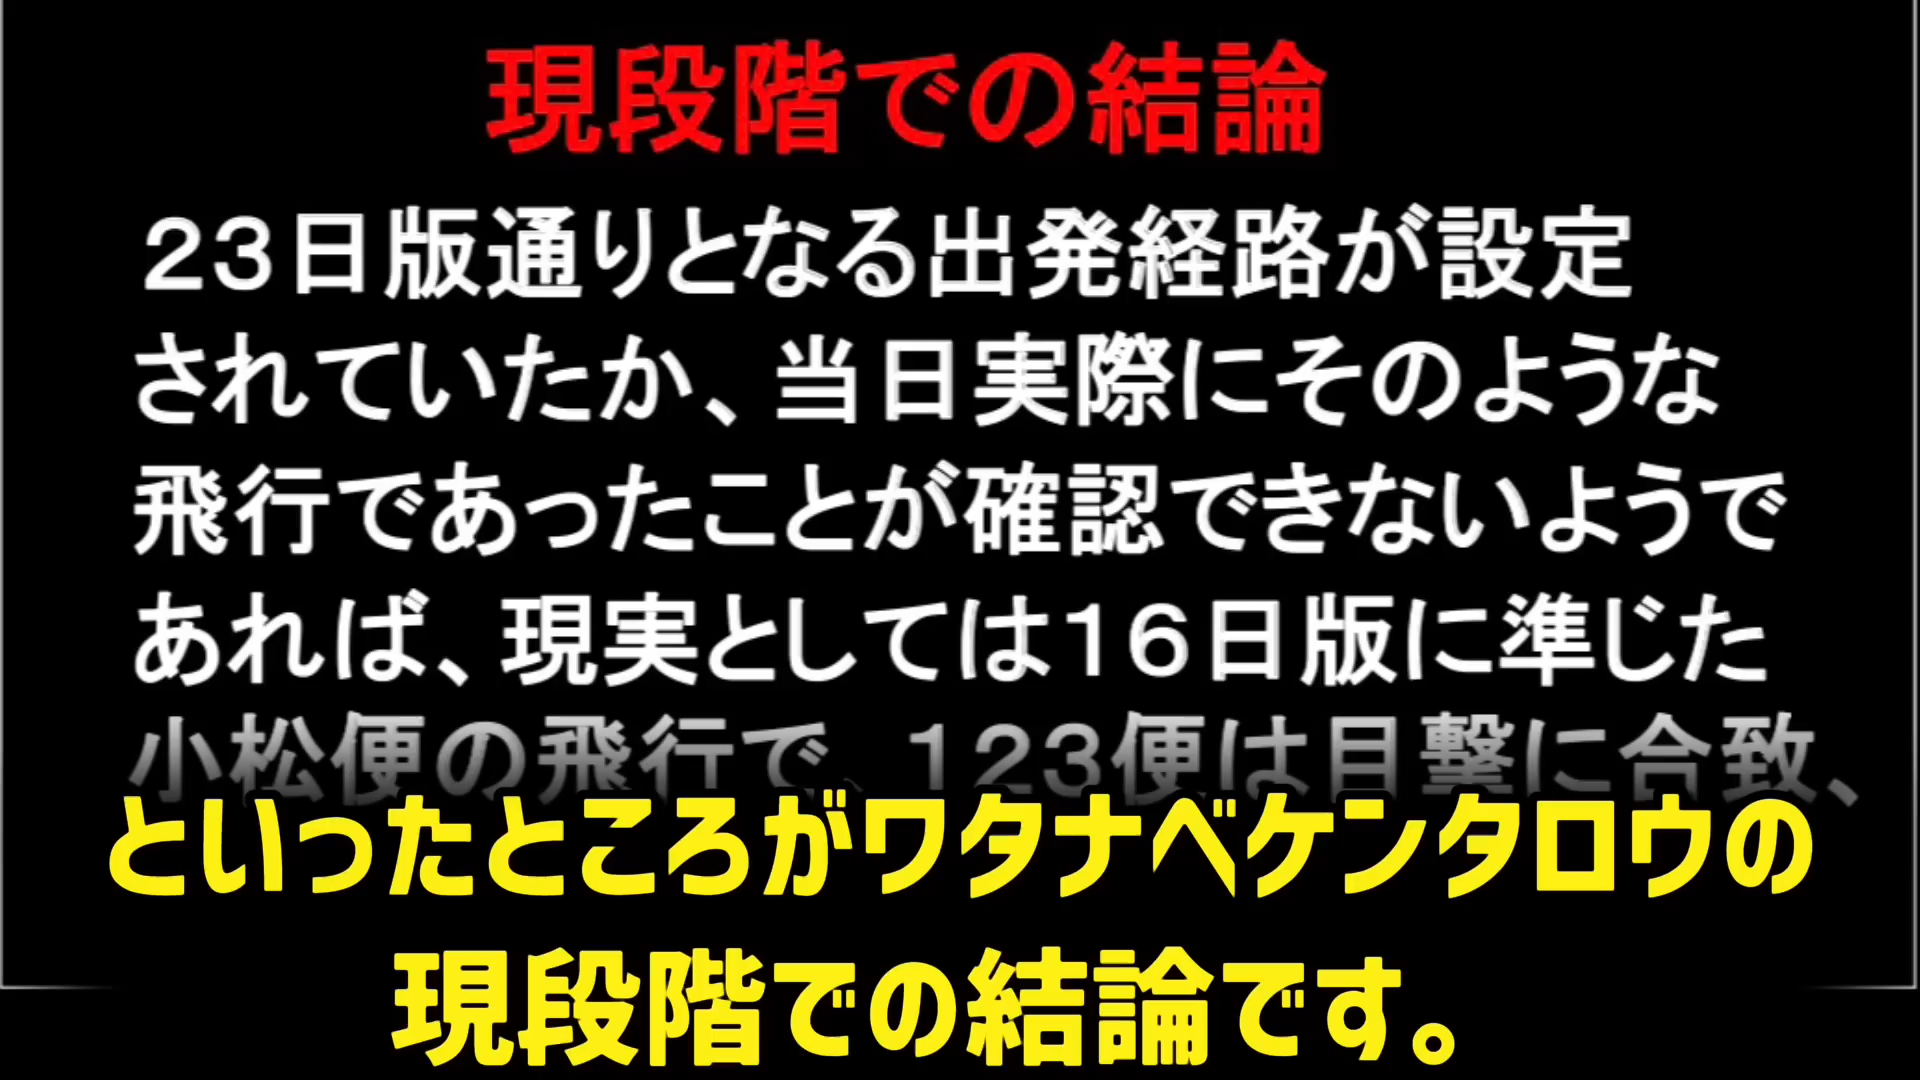 現段階での結論
２３日版通りとなる出発経路が設定
されていたか、当日実際にそのような
飛行であったことが確認できないようで
あれば、現実としては１６日版に準じた
小松便の飛行で、１２３便は目撃に合致、
といったところがワタナベケンタロウの
現段階での結論です。